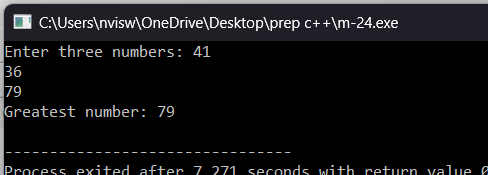 C:\Users\nvisw\OneDrive\Desktop\prep c++\m-24.exe
Enter three numbers: 41
36
79
Greatest number: 79
--------------------------------
Process exited after 7.271 seconds with return value 0